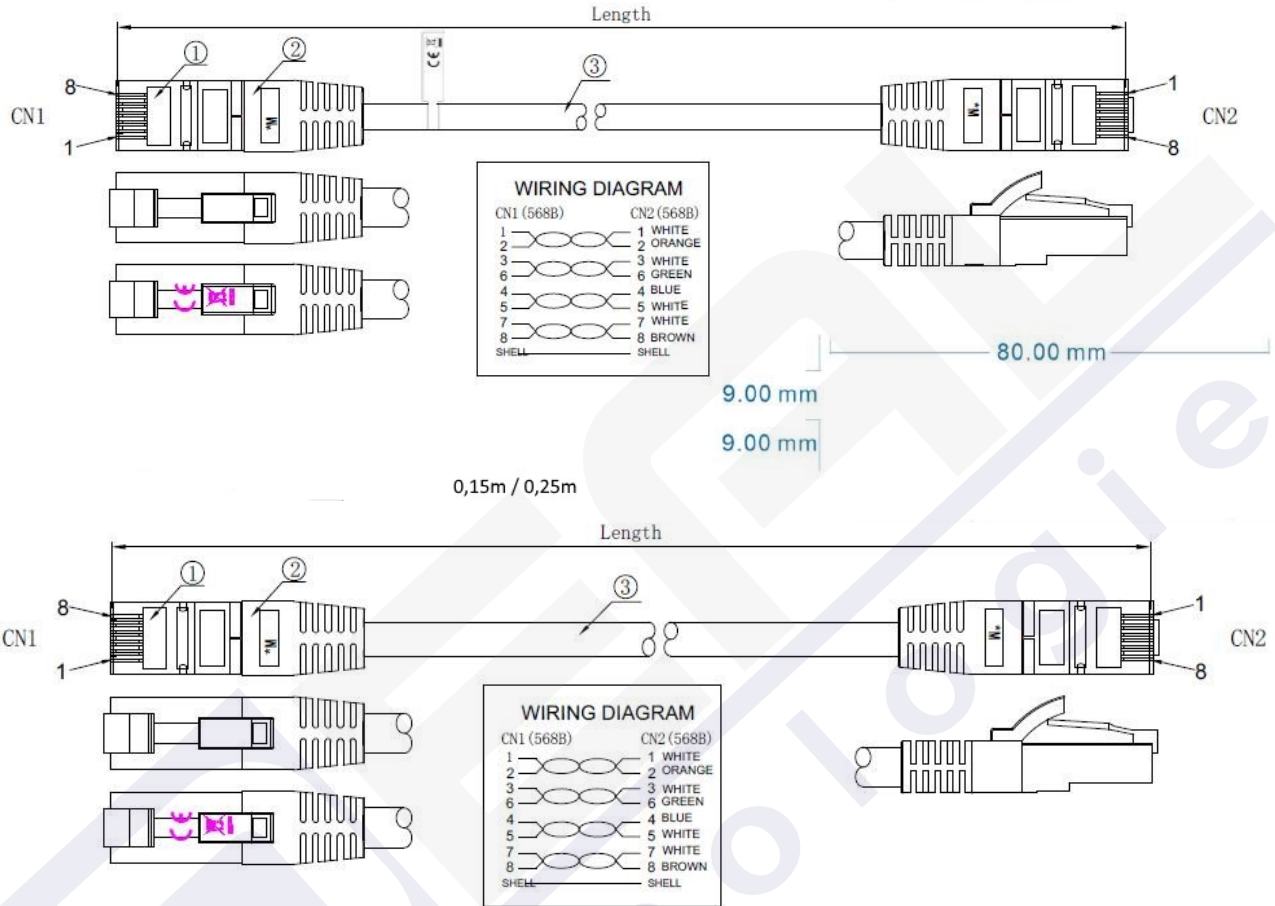 Length
① ② ③
CE
8
CN1
1
M*
M*
1
CN2
8
WIRING DIAGRAM
CN1 (568B) CN2 (568B)
1 1 WHITE
2 2 ORANGE
3 3 WHITE
6 6 GREEN
4 4 BLUE
5 5 WHITE
7 7 WHITE
8 8 BROWN
SHELL SHELL
CE
80.00 mm
9.00 mm
9.00 mm
0,15m / 0,25m
Length
① ② ③
8
CN1
1
M*
M*
1
CN2
8
WIRING DIAGRAM
CN1 (568B) CN2 (568B)
1 1 WHITE
2 2 ORANGE
3 3 WHITE
6 6 GREEN
4 4 BLUE
5 5 WHITE
7 7 WHITE
8 8 BROWN
SHELL SHELL
CE
ologie